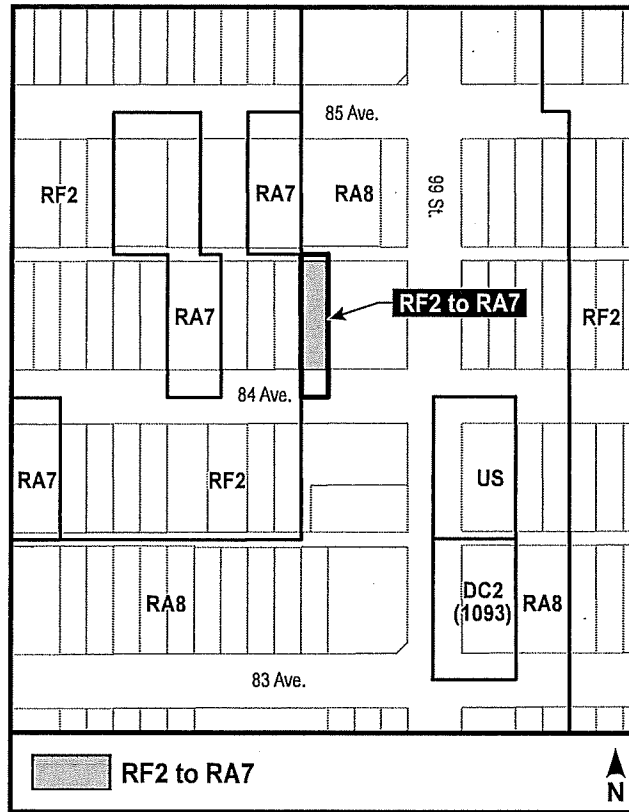 85 Ave.
RF2
RA7
RA8
99 St.
RA7
RF2 to RA7
RF2
84 Ave.
RA7
RF2
US
RA8
DC2
(1093)
RA8
83 Ave.
RF2 to RA7
N